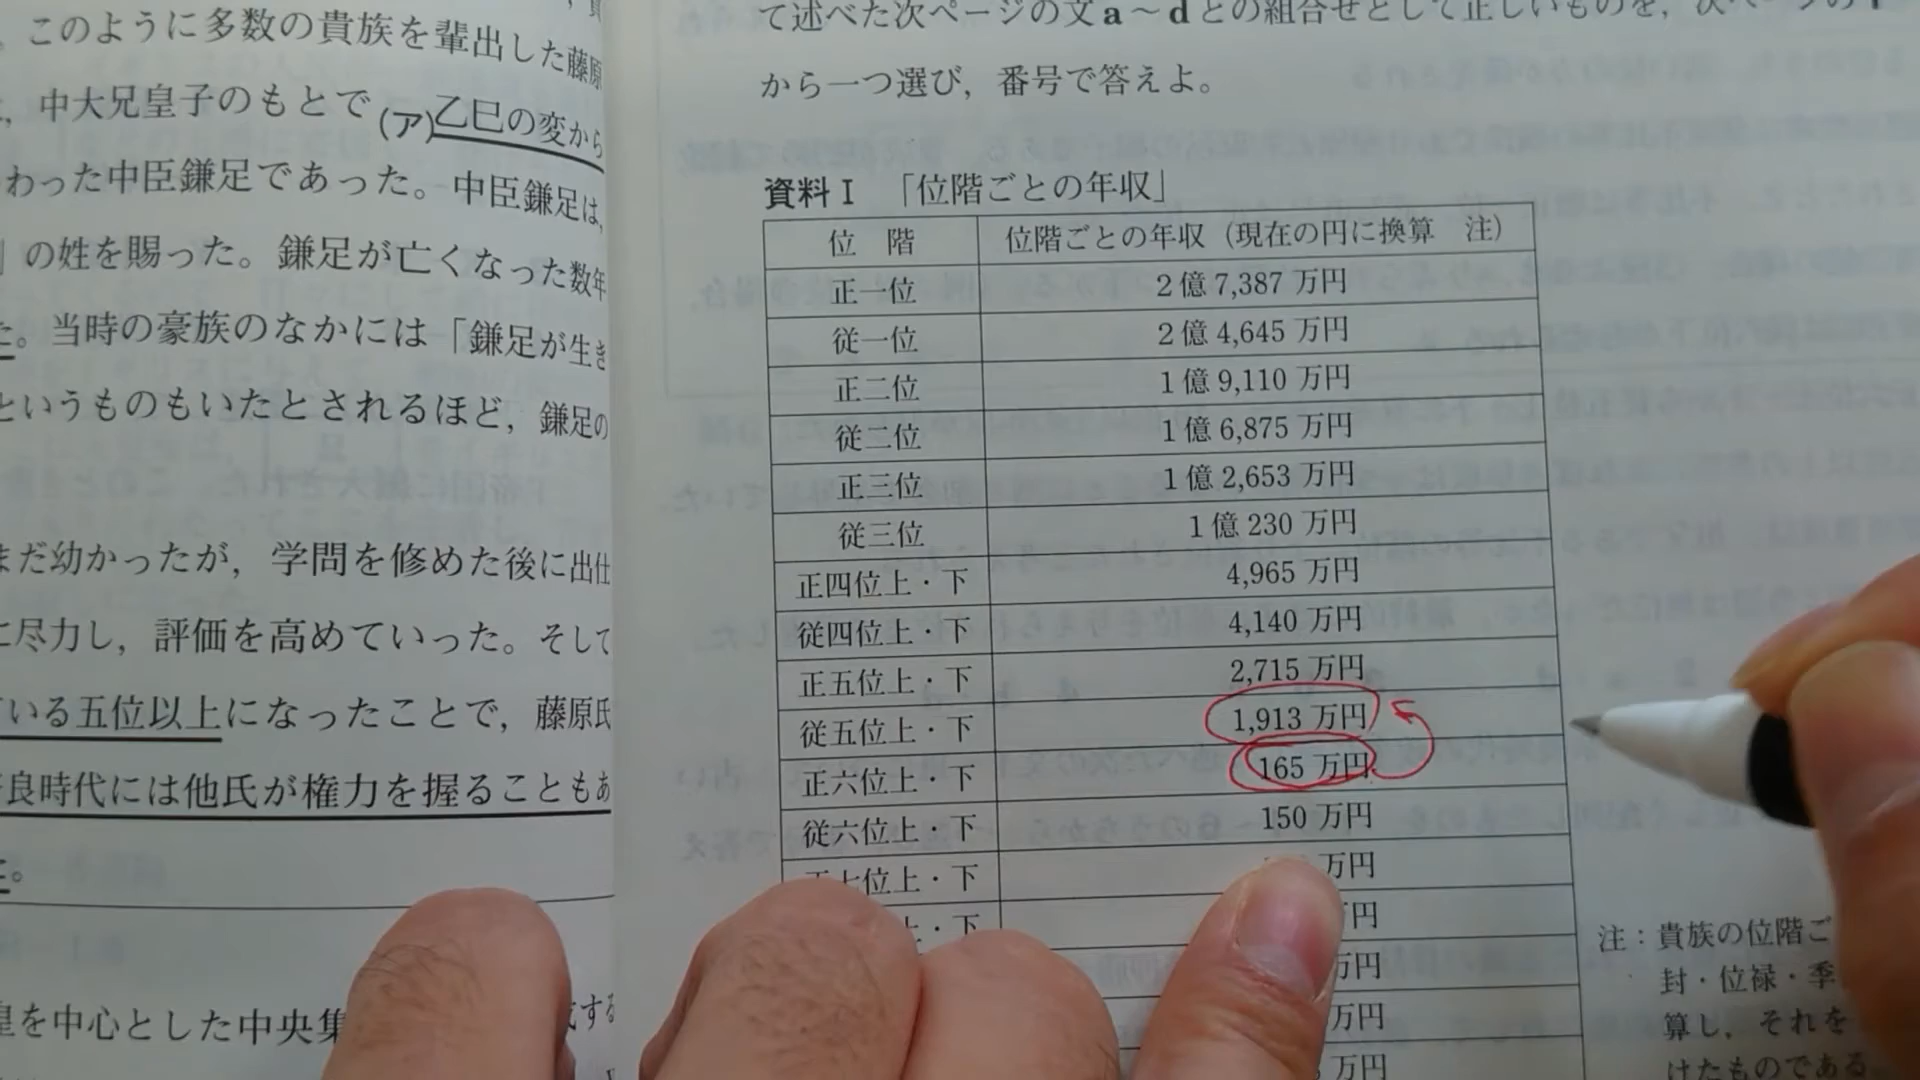 このように多数の貴族を輩出した藤原
中大兄皇子のもとで(ア)乙巳の変から
わった中臣鎌足であった。中臣鎌足は,
」の姓を賜った。鎌足が亡くなった数年
た。当時の豪族のなかには「鎌足が生き
というものもいたとされるほど,鎌足の
まだ幼かったが,学問を修めた後に出仕
に尽力し,評価を高めていった。そして
いる五位以上になったことで,藤原氏
良時代には他氏が権力を握ることもあ
た。
皇を中心とした中央集
て述べた次ページの文a~dとの組合せとして正しいものを,次ページの
から一つ選び,番号で答えよ。
資料Ⅰ 「位階ごとの年収」
位 階 位階ごとの年収(現在の円に換算 注)
正一位 2億7,387万円
従一位 2億4,645万円
正二位 1億9,110万円
従二位 1億6,875万円
正三位 1億2,653万円
従三位 1億230万円
正四位上・下 4,965万円
従四位上・下 4,140万円
正五位上・下 2,715万円
従五位上・下 1,913万円
正六位上・下 165万円
従六位上・下 150万円
正七位上・下 万円
上・下 万円
万円
万円
万円
注:貴族の位階ご
封・位禄・季
算し,それを
けたものである